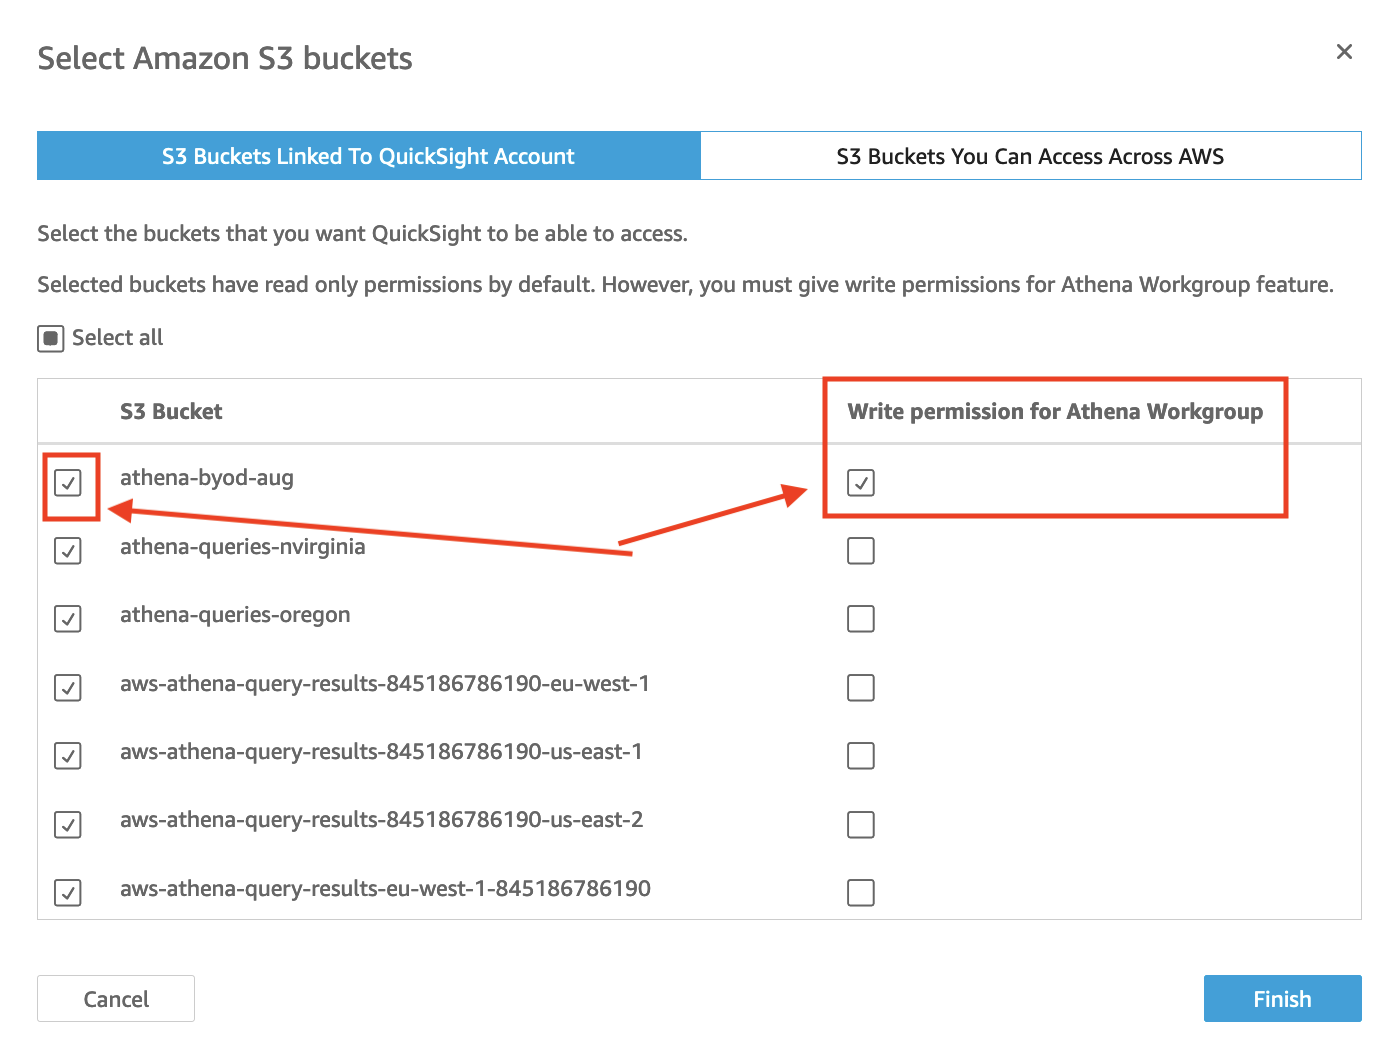 Select Amazon S3 buckets
S3 Buckets Linked To QuickSight Account
S3 Buckets You Can Access Across AWS
Select the buckets that you want QuickSight to be able to access.
Selected buckets have read only permissions by default. However, you must give write permissions for Athena Workgroup feature.
Select all
S3 Bucket
Write permission for Athena Workgroup
athena-byod-aug
athena-queries-nvirginia
athena-queries-oregon
aws-athena-query-results-845186786190-eu-west-1
aws-athena-query-results-845186786190-us-east-1
aws-athena-query-results-845186786190-us-east-2
aws-athena-query-results-eu-west-1-845186786190
Cancel
Finish